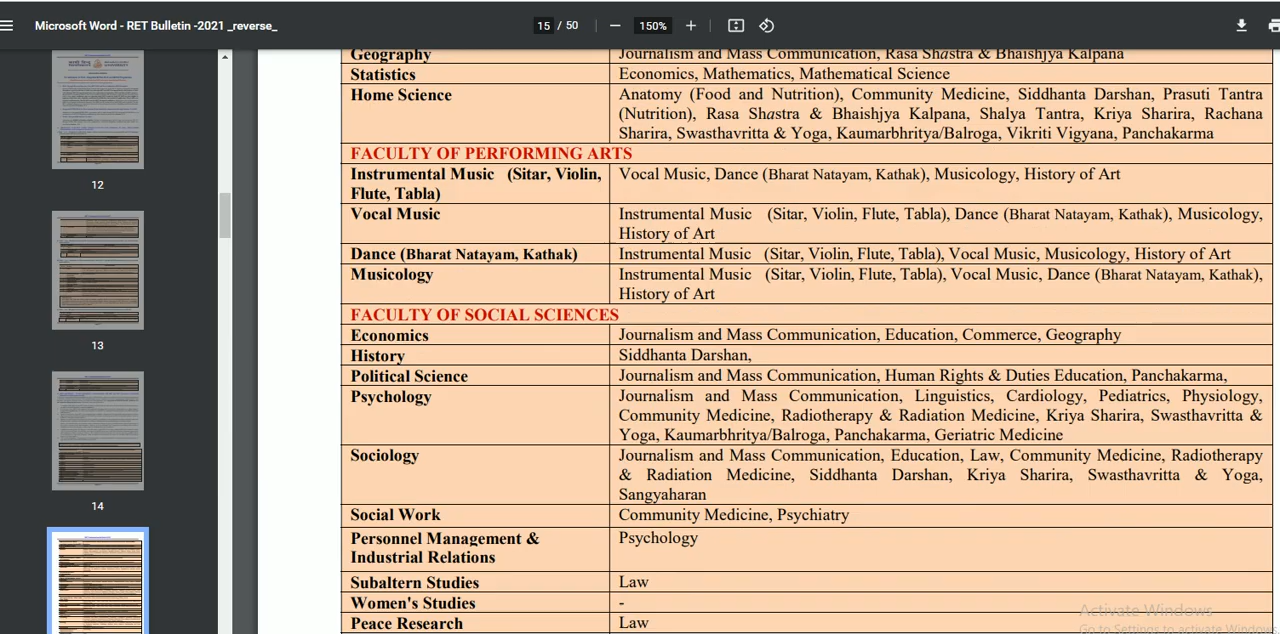 Microsoft Word - RET Bulletin -2021 _reverse_
15 / 50
150%
12
13
14
Geography Journalism and Mass Communication, Rasa Shastra & Bhaishjya Kalpana
Statistics Economics, Mathematics, Mathematical Science
Home Science Anatomy (Food and Nutrition), Community Medicine, Siddhanta Darshan, Prasuti Tantra
(Nutrition), Rasa Shastra & Bhaishjya Kalpana, Shalya Tantra, Kriya Sharira, Rachana
Sharira, Swasthavritta & Yoga, Kaumarbhritya/Balroga, Vikriti Vigyana, Panchakarma
FACULTY OF PERFORMING ARTS
Instrumental Music (Sitar, Violin, Vocal Music, Dance (Bharat Natayam, Kathak), Musicology, History of Art
Flute, Tabla)
Vocal Music Instrumental Music (Sitar, Violin, Flute, Tabla), Dance (Bharat Natayam, Kathak), Musicology,
History of Art
Dance (Bharat Natayam, Kathak) Instrumental Music (Sitar, Violin, Flute, Tabla), Vocal Music, Musicology, History of Art
Musicology Instrumental Music (Sitar, Violin, Flute, Tabla), Vocal Music, Dance (Bharat Natayam, Kathak),
History of Art
FACULTY OF SOCIAL SCIENCES
Economics Journalism and Mass Communication, Education, Commerce, Geography
History Siddhanta Darshan,
Political Science Journalism and Mass Communication, Human Rights & Duties Education, Panchakarma,
Psychology Journalism and Mass Communication, Linguistics, Cardiology, Pediatrics, Physiology,
Community Medicine, Radiotherapy & Radiation Medicine, Kriya Sharira, Swasthavritta &
Yoga, Kaumarbhritya/Balroga, Panchakarma, Geriatric Medicine
Sociology Journalism and Mass Communication, Education, Law, Community Medicine, Radiotherapy
& Radiation Medicine, Siddhanta Darshan, Kriya Sharira, Swasthavritta & Yoga,
Sangyaharan
Social Work Community Medicine, Psychiatry
Personnel Management & Psychology
Industrial Relations
Subaltern Studies Law
Women's Studies -
Peace Research Law
Activate Windows
Go to Settings to activate Windows